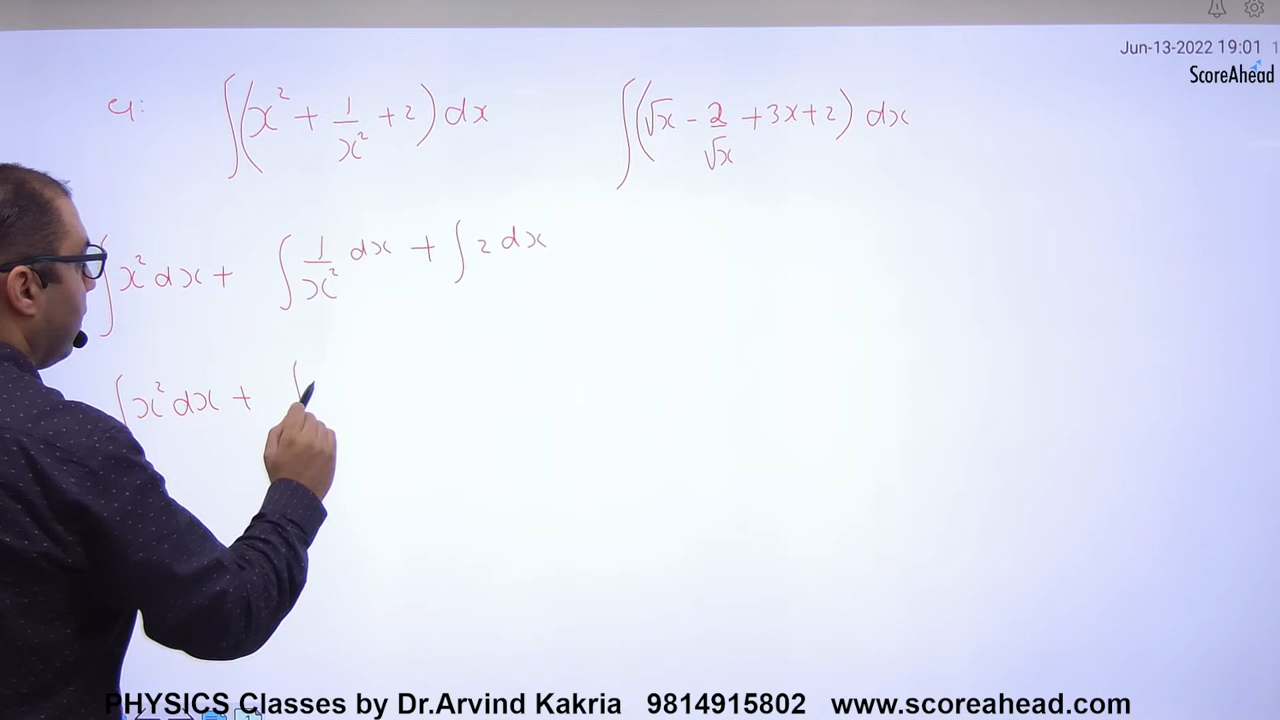 Jun-13-2022 19:01 1
ScoreAhead
∫(x² + 1/x² + 2) dx
∫(√x - 2/√x + 3x + 2) dx
∫x² dx + ∫1/x² dx + ∫2 dx
∫x² dx + ∫
PHYSICS Classes by Dr.Arvind Kakria 9814915802 www.scoreahead.com